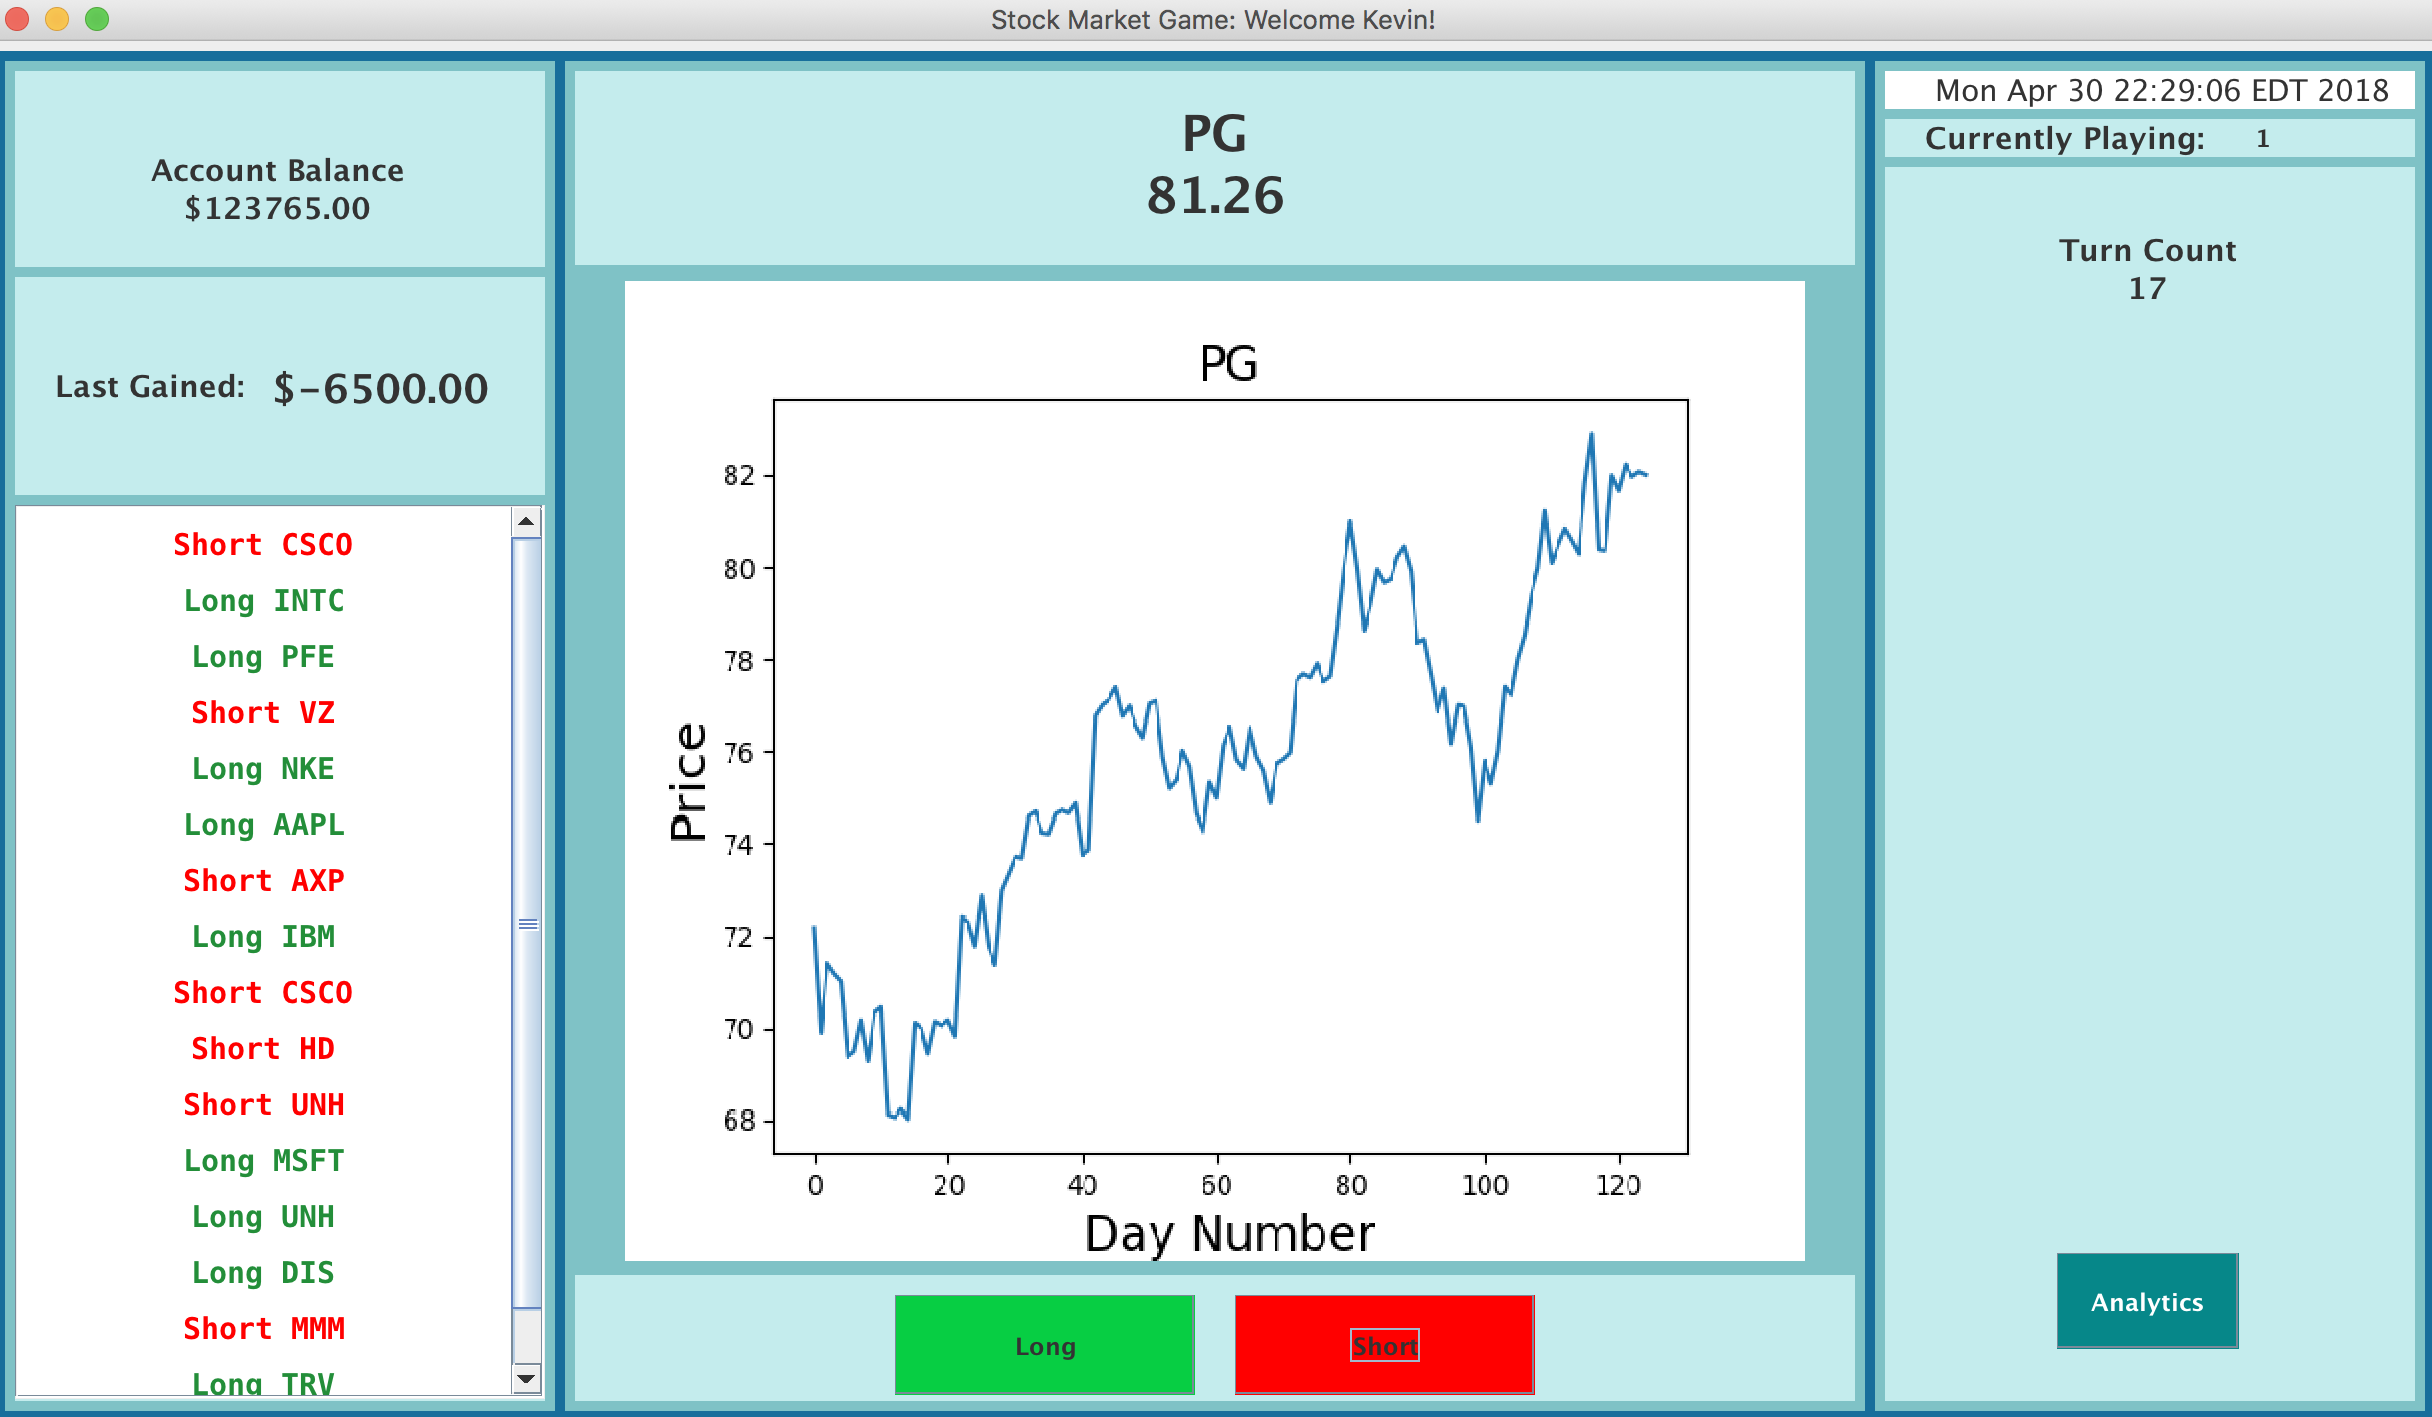 Stock Market Game: Welcome Kevin!
Account Balance
$123765.00
Last Gained: $-6500.00
Short CSCO
Long INTC
Long PFE
Short VZ
Long NKE
Long AAPL
Short AXP
Long IBM
Short CSCO
Short HD
Short UNH
Long MSFT
Long UNH
Long DIS
Short MMM
Long TRV
PG
81.26
PG
Price
82
80
78
76
74
72
70
68
0 20 40 60 80 100 120
Day Number
Long Short
Mon Apr 30 22:29:06 EDT 2018
Currently Playing: 1
Turn Count
17
Analytics